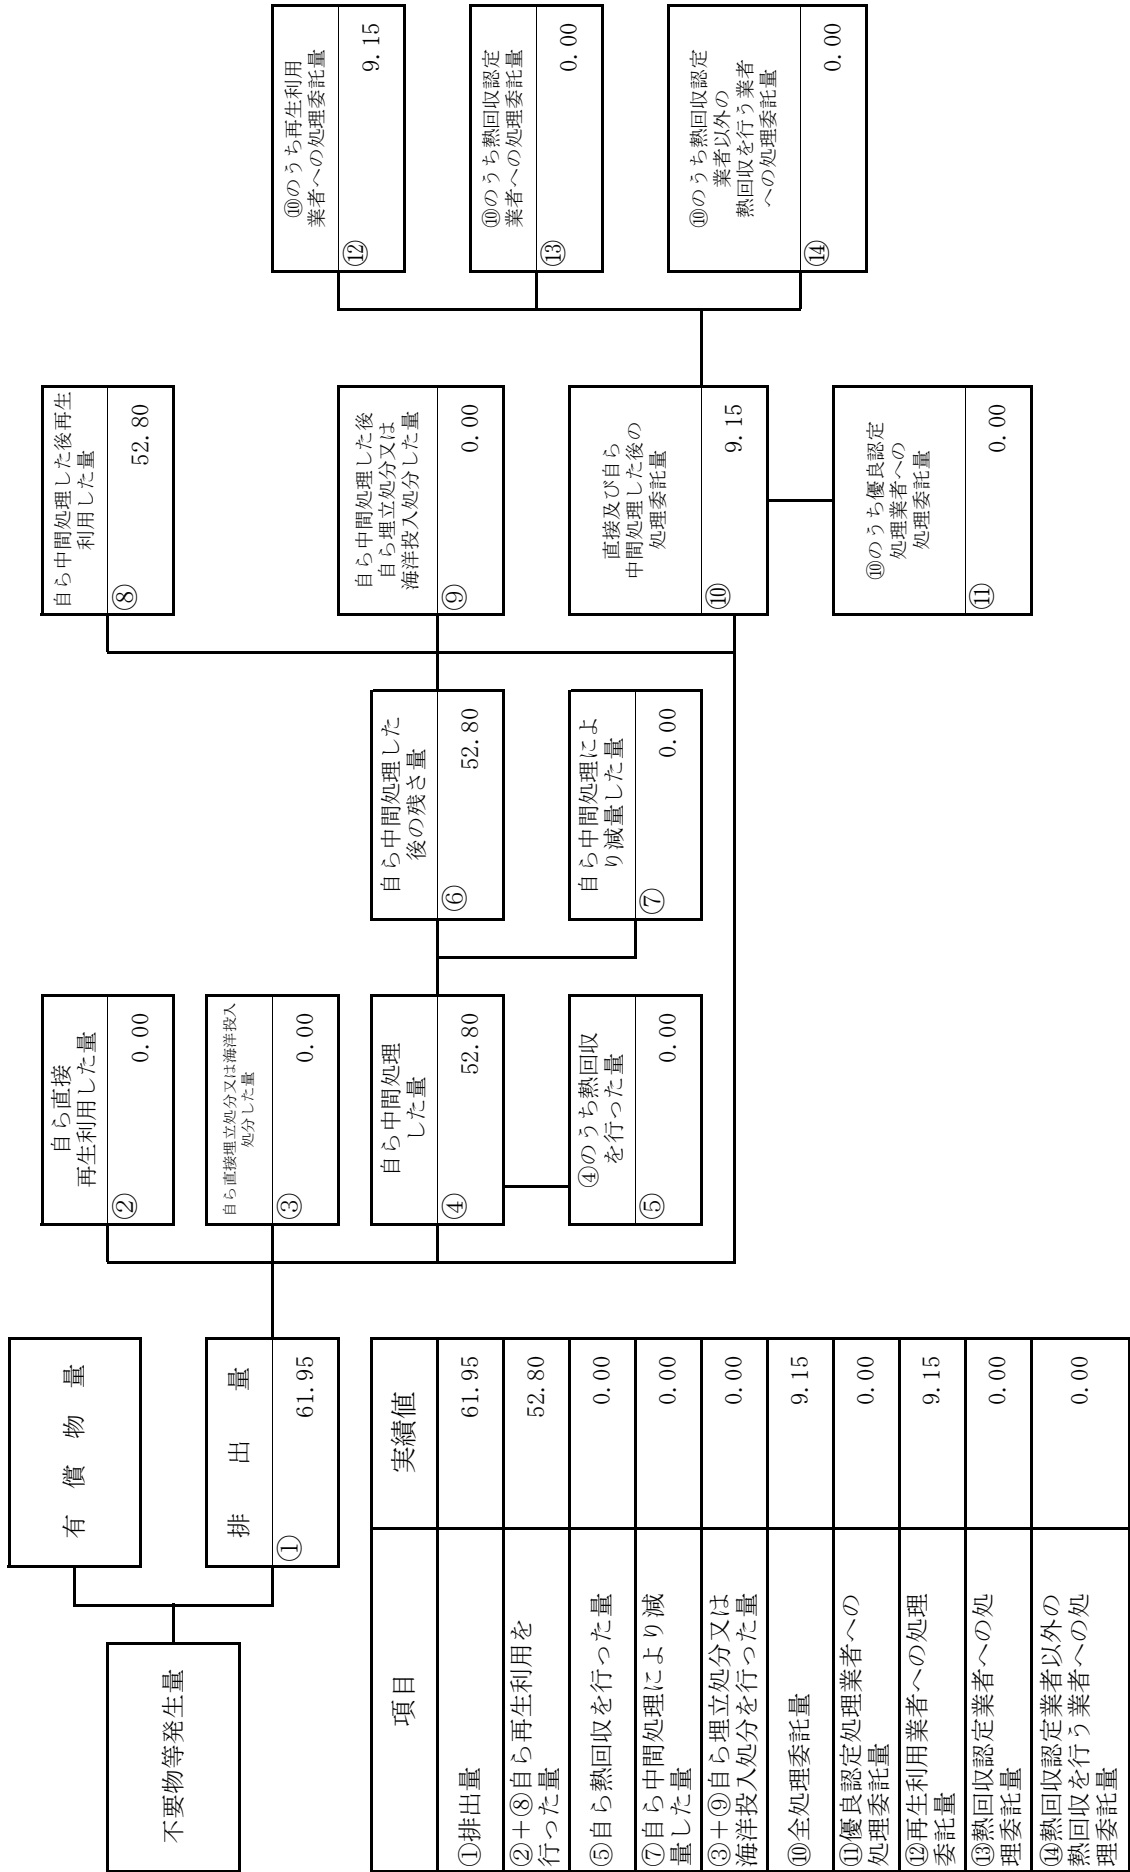 不要物等発生量
有　償　物　量
排　出　量
①
61.95
自ら直接
再生利用した量
②
0.00
自ら直接埋立処分又は海洋投入
処分した量
③
0.00
自ら中間処理
した量
④
52.80
④のうち熱回収
を行った量
⑤
0.00
自ら中間処理した
後の残さ量
⑥
52.80
自ら中間処理によ
り減量した量
⑦
0.00
自ら中間処理した後再生
利用した量
⑧
52.80
自ら中間処理した後
自ら埋立処分又は
海洋投入処分した量
⑨
0.00
直接及び自ら
中間処理した後の
処理委託量
⑩
9.15
⑩のうち優良認定
処理業者への
処理委託量
⑪
0.00
⑩のうち再生利用
業者への処理委託量
⑫
9.15
⑩のうち熱回収認定
業者への処理委託量
⑬
0.00
⑩のうち熱回収認定
業者以外の
熱回収を行う業者
への処理委託量
⑭
0.00
項目
実績値
①排出量
61.95
②＋⑧自ら再生利用を
行った量
52.80
⑤自ら熱回収を行った量
0.00
⑦自ら中間処理により減
量した量
0.00
③＋⑨自ら埋立処分又は
海洋投入処分を行った量
0.00
⑩全処理委託量
9.15
⑪優良認定処理業者への
処理委託量
0.00
⑫再生利用業者への処理
委託量
9.15
⑬熱回収認定業者への処
理委託量
0.00
⑭熱回収認定業者以外の
熱回収を行う業者への処
理委託量
0.00